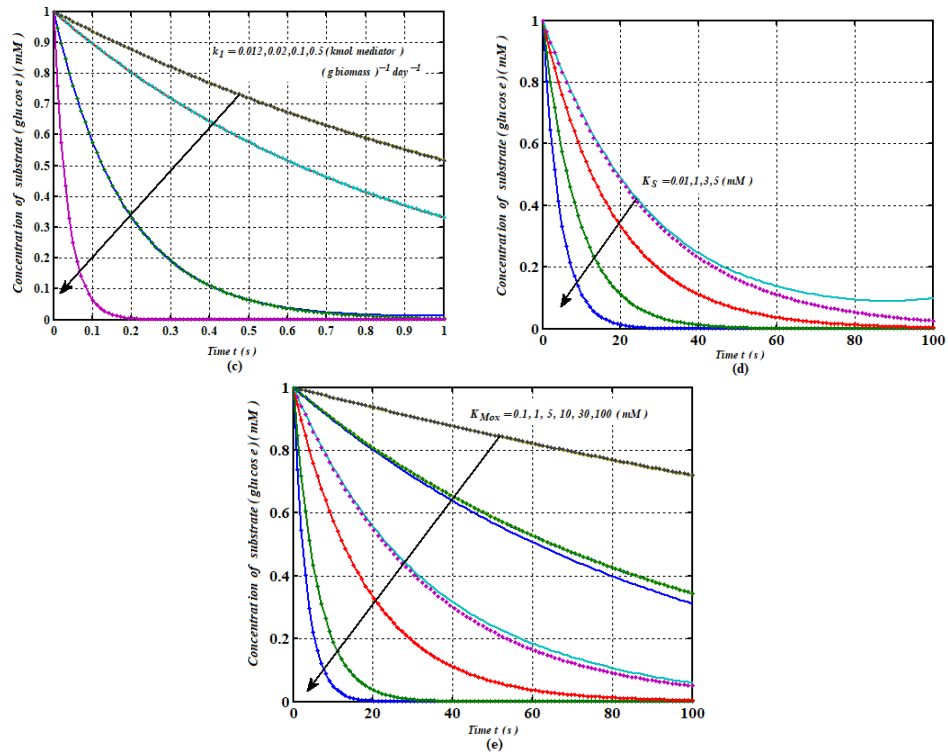 Concentration of substrate (glucose) (mM)
1
0.9
0.8
0.7
0.6
0.5
0.4
0.3
0.2
0.1
0
k1 = 0.012, 0.02, 0.1, 0.5 (kmol mediator)
(g biomass)⁻¹ day⁻¹
0 0.1 0.2 0.3 0.4 0.5 0.6 0.7 0.8 0.9 1
Time t (s)
(c)
Concentration of substrate (glucose) (mM)
1
0.8
0.6
0.4
0.2
0
KS = 0.01, 1, 3, 5 (mM)
0 20 40 60 80 100
Time t (s)
(d)
Concentration of substrate (glucose) (mM)
1
0.8
0.6
0.4
0.2
0
KMox = 0.1, 1, 5, 10, 30, 100 (mM)
0 20 40 60 80 100
Time t (s)
(e)